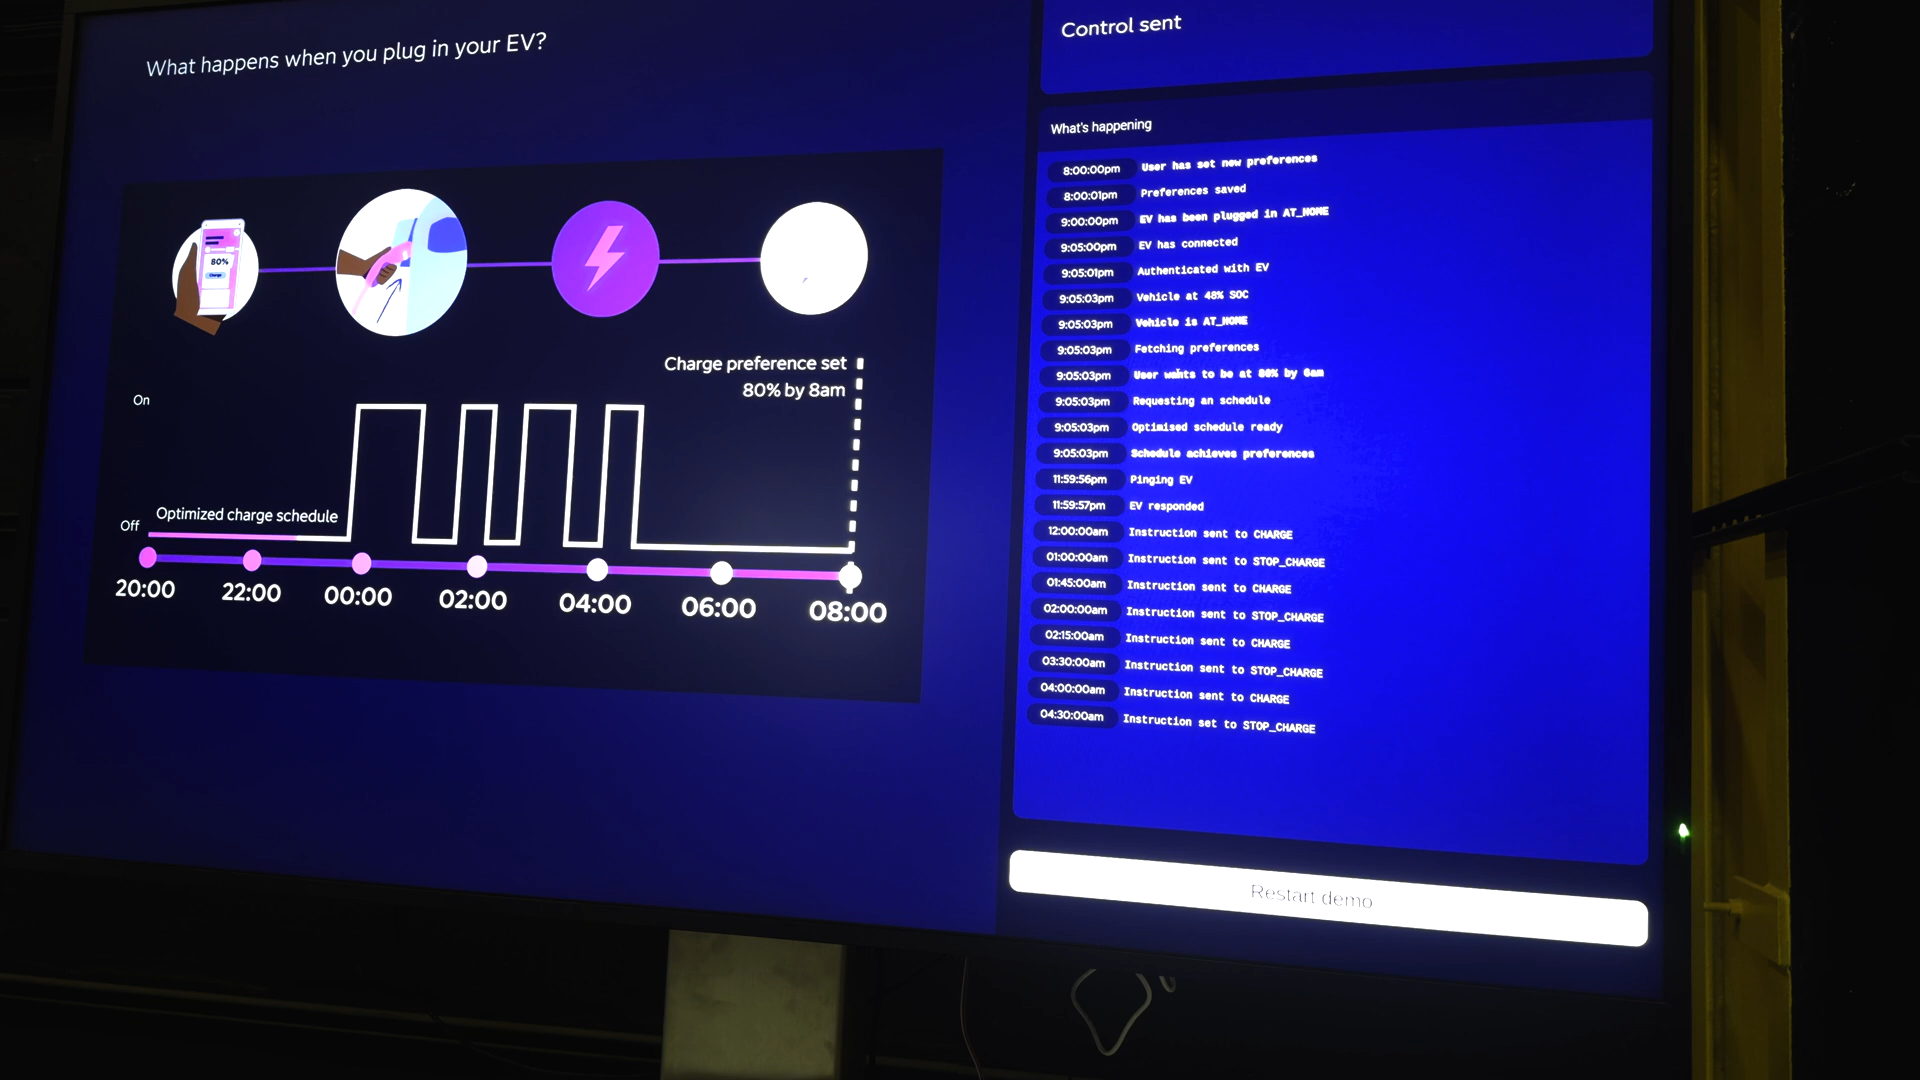 What happens when you plug in your EV?
80%
Charge
Charge preference set
80% by 8am
On
Off
Optimized charge schedule
20:00
22:00
00:00
02:00
04:00
06:00
08:00
Control sent
What's happening
8:00:00pm User has set new preferences
8:00:01pm Preferences saved
9:00:00pm EV has been plugged in AT_HOME
9:05:00pm EV has connected
9:05:01pm Authenticated with EV
9:05:03pm Vehicle at 48% SOC
9:05:03pm Vehicle is AT_HOME
9:05:03pm Fetching preferences
9:05:03pm User wants to be at 80% by 6am
9:05:03pm Requesting an schedule
9:05:03pm Optimised schedule ready
9:05:03pm Schedule achieves preferences
11:59:56pm Pinging EV
11:59:57pm EV responded
12:00:00am Instruction sent to CHARGE
01:00:00am Instruction sent to STOP_CHARGE
01:45:00am Instruction sent to CHARGE
02:00:00am Instruction sent to STOP_CHARGE
02:15:00am Instruction sent to CHARGE
03:30:00am Instruction sent to STOP_CHARGE
04:00:00am Instruction sent to CHARGE
04:30:00am Instruction set to STOP_CHARGE
Restart demo